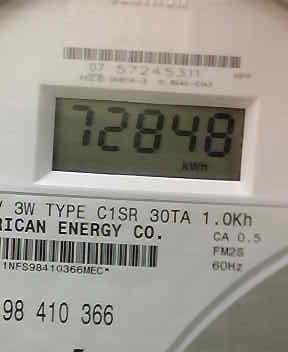 07 57245311
72848
kWh
3W TYPE C1SR 30TA 1.0Kh
RICAN ENERGY CO.
CA 0.5
FM2S
1NFS98410366MEC*
60Hz
98 410 366